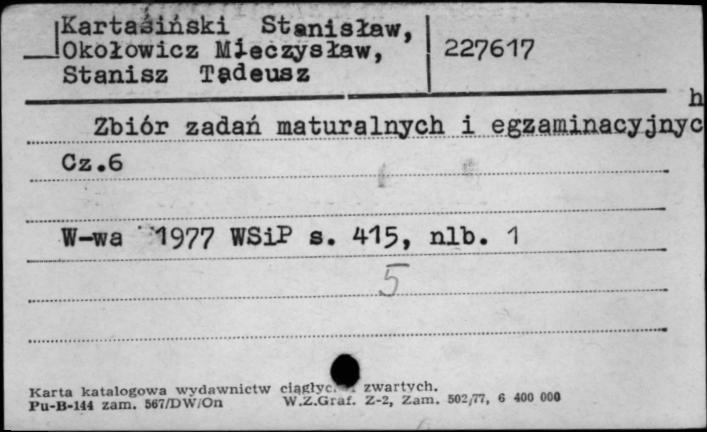 Kartasiński Stanisław,
Okołowicz Mieczysław, 227617
Stanisz Tadeusz
Zbiór zadań maturalnych i egzaminacyjnych
Cz.6
W-wa 1977 WSiP s. 415, nlb. 1
5
Karta katalogowa wydawnictw zwartych.
Pu-B-144 zam. 567/DW/On W.Z.Graf. Z-2, Zam. 502/77, 6 400 000